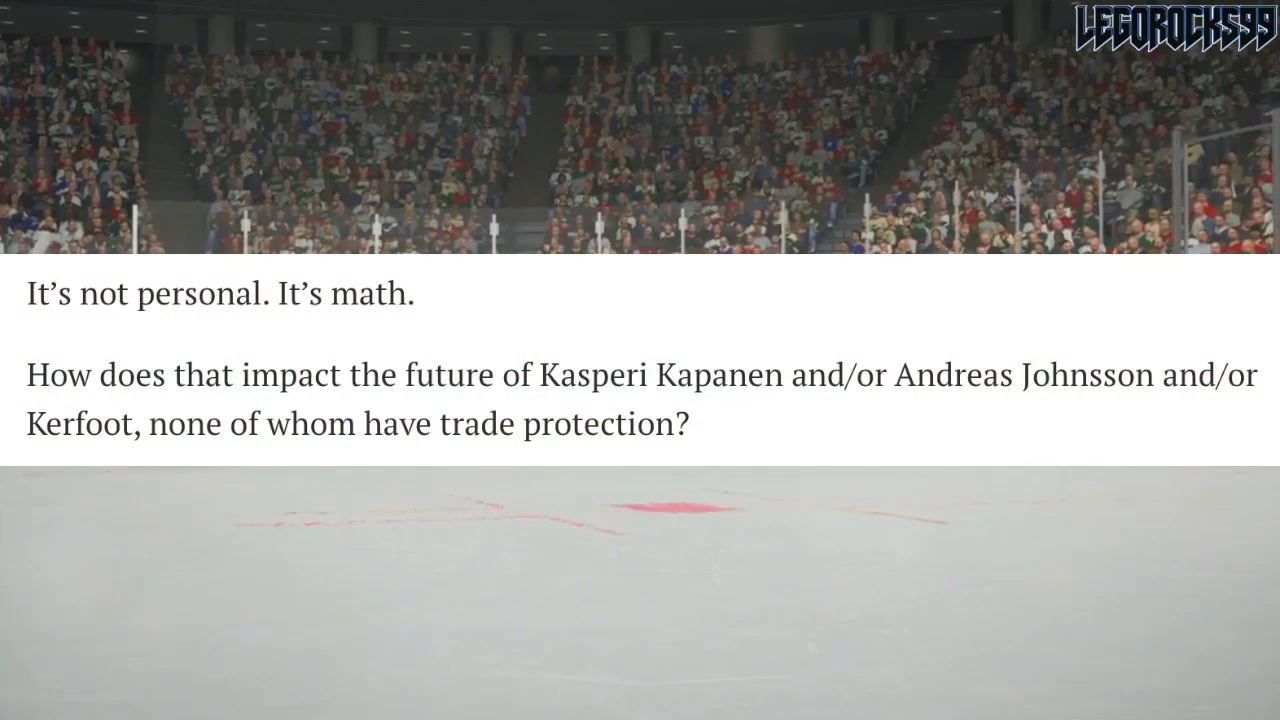 LEGOROCKS99
It’s not personal. It’s math.
How does that impact the future of Kasperi Kapanen and/or Andreas Johnsson and/or
Kerfoot, none of whom have trade protection?